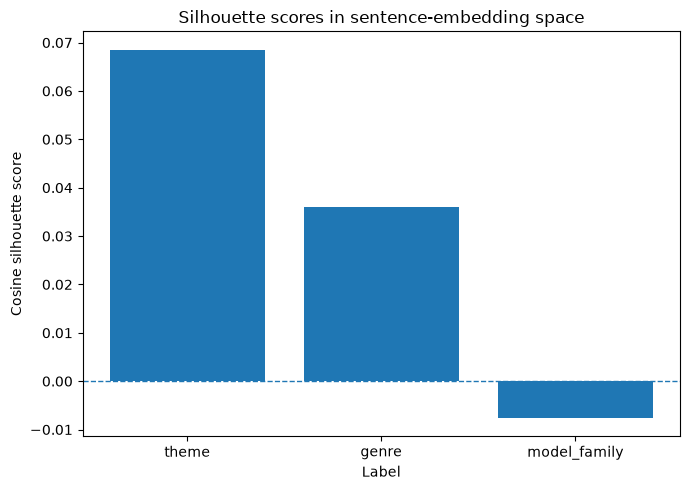 Silhouette scores in sentence-embedding space
Cosine silhouette score
0.07
0.06
0.05
0.04
0.03
0.02
0.01
0.00
−0.01
theme genre model_family
Label